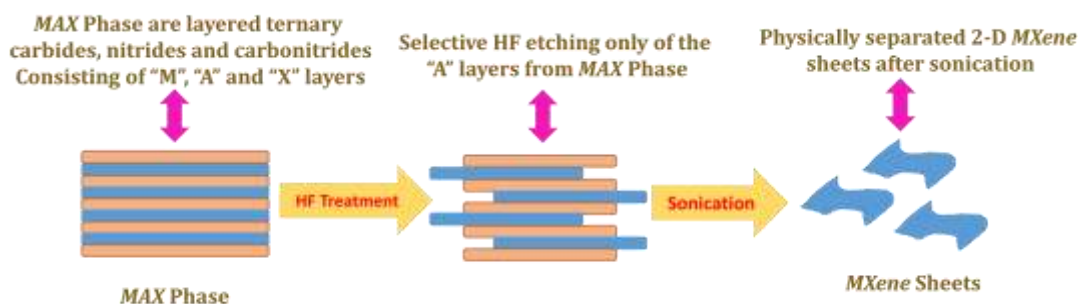 MAX Phase are layered ternary
carbides, nitrides and carbonitrides
Consisting of “M”, “A” and “X” layers
Selective HF etching only of the
“A” layers from MAX Phase
Physically separated 2-D MXene
sheets after sonication
HF Treatment
Sonication
MAX Phase
MXene Sheets